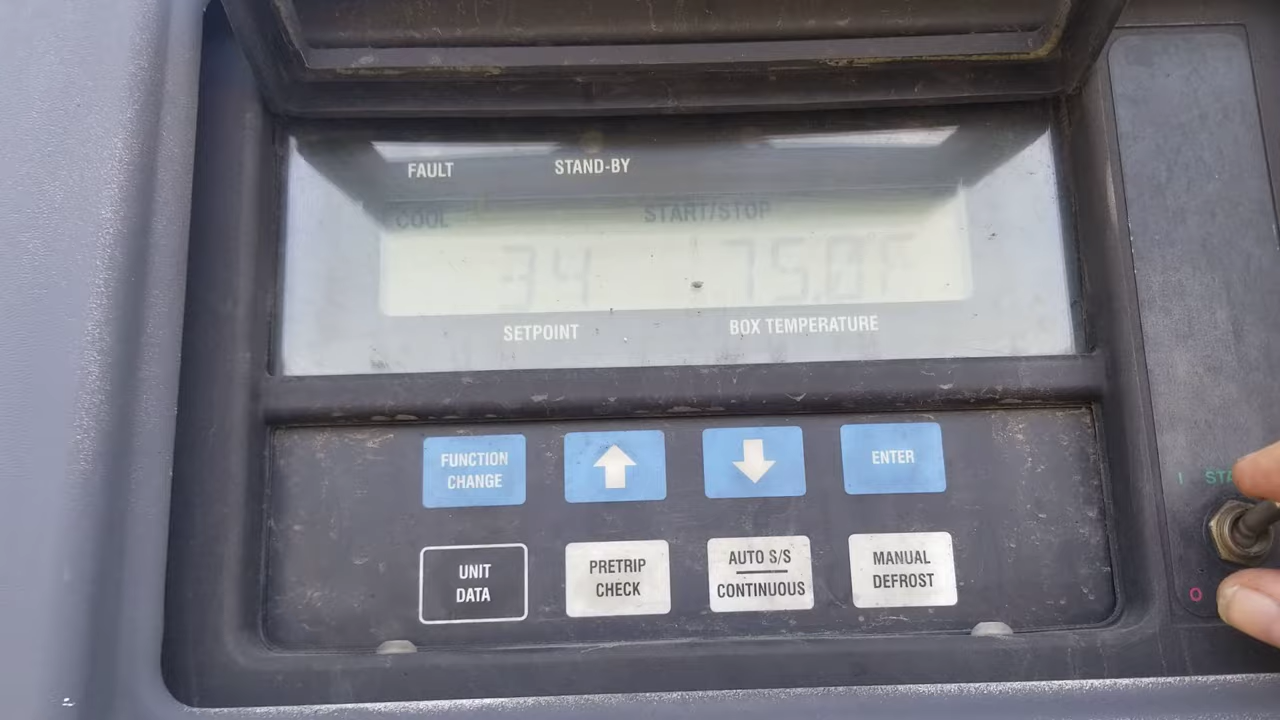 FAULT STAND-BY
COOL START/STOP
34 75.0F
SETPOINT BOX TEMPERATURE
FUNCTION
CHANGE
ENTER
UNIT
DATA
PRETRIP
CHECK
AUTO S/S
CONTINUOUS
MANUAL
DEFROST
I
O